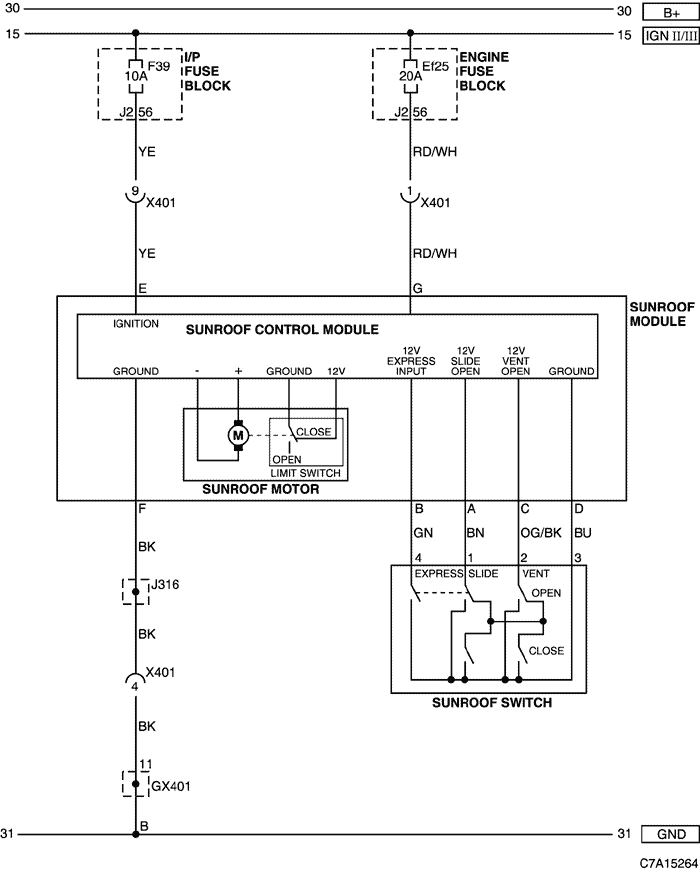 30
30
B+
15
15
IGN II/III
F39
10A
I/P
FUSE
BLOCK
J2 56
Ef25
20A
ENGINE
FUSE
BLOCK
J2 56
YE
RD/WH
9
X401
1
X401
YE
RD/WH
E
G
SUNROOF
MODULE
IGNITION
SUNROOF CONTROL MODULE
GROUND
-
+
GROUND
12V
12V
EXPRESS
INPUT
12V
SLIDE
OPEN
12V
VENT
OPEN
GROUND
M
CLOSE
OPEN
LIMIT SWITCH
SUNROOF MOTOR
F
B
A
C
D
BK
GN
BN
OG/BK
BU
4
1
2
3
J316
EXPRESS
SLIDE
VENT
OPEN
CLOSE
BK
X401
4
SUNROOF SWITCH
BK
11
GX401
B
31
31
GND
C7A15264